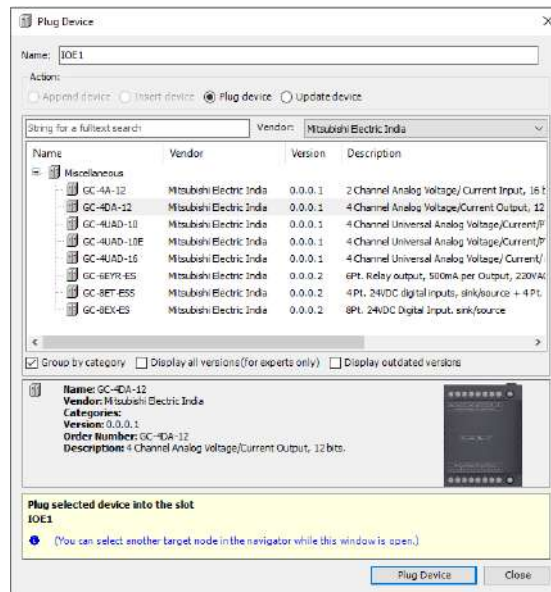 Plug Device
Name: IOE1
Action:
Append device Insert device Plug device Update device
String for a fulltext search Vendor: Mitsubishi Electric India
Name Vendor Version Description
Miscellaneous
GC-4A-12 Mitsubishi Electric India 0.0.0.1 2 Channel Analog Voltage/ Current Input, 16 b
GC-4DA-12 Mitsubishi Electric India 0.0.0.1 4 Channel Analog Voltage/Current Output, 12
GC-4UAD-10 Mitsubishi Electric India 0.0.0.1 4 Channel Universal Analog Voltage/Current/P
GC-4UAD-10E Mitsubishi Electric India 0.0.0.1 4 Channel Universal Analog Voltage/Current/P
GC-4UAD-16 Mitsubishi Electric India 0.0.0.1 4 Channel Universal Analog Voltage/ Current/
GC-6EYR-ES Mitsubishi Electric India 0.0.0.2 6Pt. Relay output, 500mA per Output, 220VAC
GC-8ET-ESS Mitsubishi Electric India 0.0.0.2 4 Pt. 24VDC digital inputs, sink/source + 4 Pt.
GC-8EX-ES Mitsubishi Electric India 0.0.0.2 8Pt. 24VDC Digital Input. sink/source
Group by category Display all versions (for experts only) Display outdated versions
Name: GC-4DA-12
Vendor: Mitsubishi Electric India
Categories:
Version: 0.0.0.1
Order Number: GC-4DA-12
Description: 4 Channel Analog Voltage/Current Output, 12 bits.
Plug selected device into the slot
IOE1
(You can select another target node in the navigator while this window is open.)
Plug Device Close